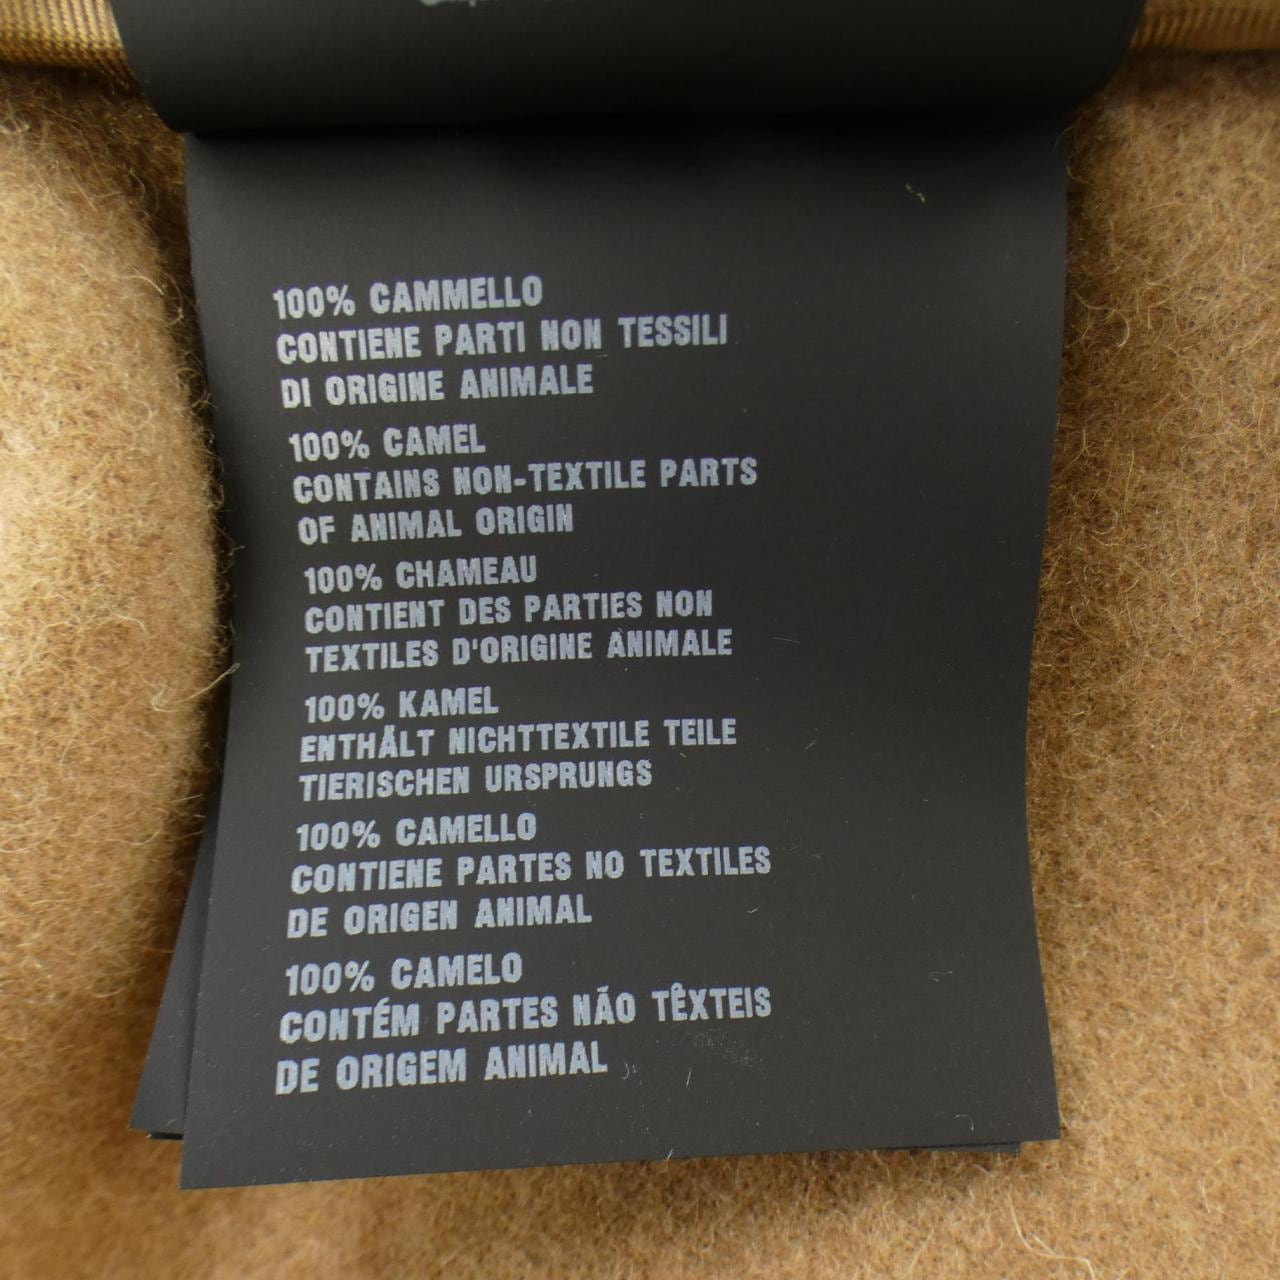 100% CAMMELLO
CONTIENE PARTI NON TESSILI
DI ORIGINE ANIMALE
100% CAMEL
CONTAINS NON-TEXTILE PARTS
OF ANIMAL ORIGIN
100% CHAMEAU
CONTIENT DES PARTIES NON
TEXTILES D'ORIGINE ANIMALE
100% KAMEL
ENTHÄLT NICHTTEXTILE TEILE
TIERISCHEN URSPRUNGS
100% CAMELLO
CONTIENE PARTES NO TEXTILES
DE ORIGEN ANIMAL
100% CAMELO
CONTÉM PARTES NÃO TÊXTEIS
DE ORIGEM ANIMAL